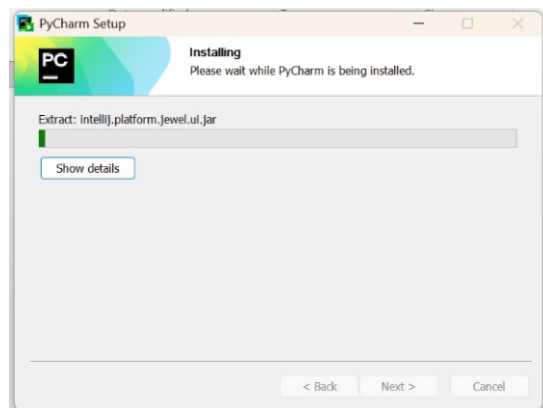 PyCharm Setup
Installing
PC
Please wait while PyCharm is being installed.
Extract: intellij.platform.jewel.ui.jar
Show details
< Back Next > Cancel